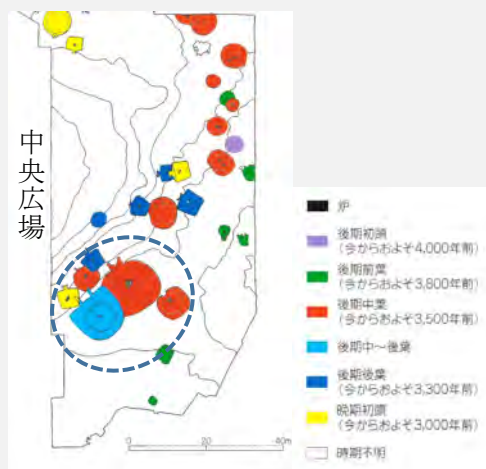 中央広場
炉
後期初頭
(今からおよそ4,000年前)
後期前葉
(今からおよそ3,800年前)
後期中葉
(今からおよそ3,500年前)
後期中〜後葉
後期後葉
(今からおよそ3,300年前)
晩期初頭
(今からおよそ3,000年前)
時期不明
0 20 40m